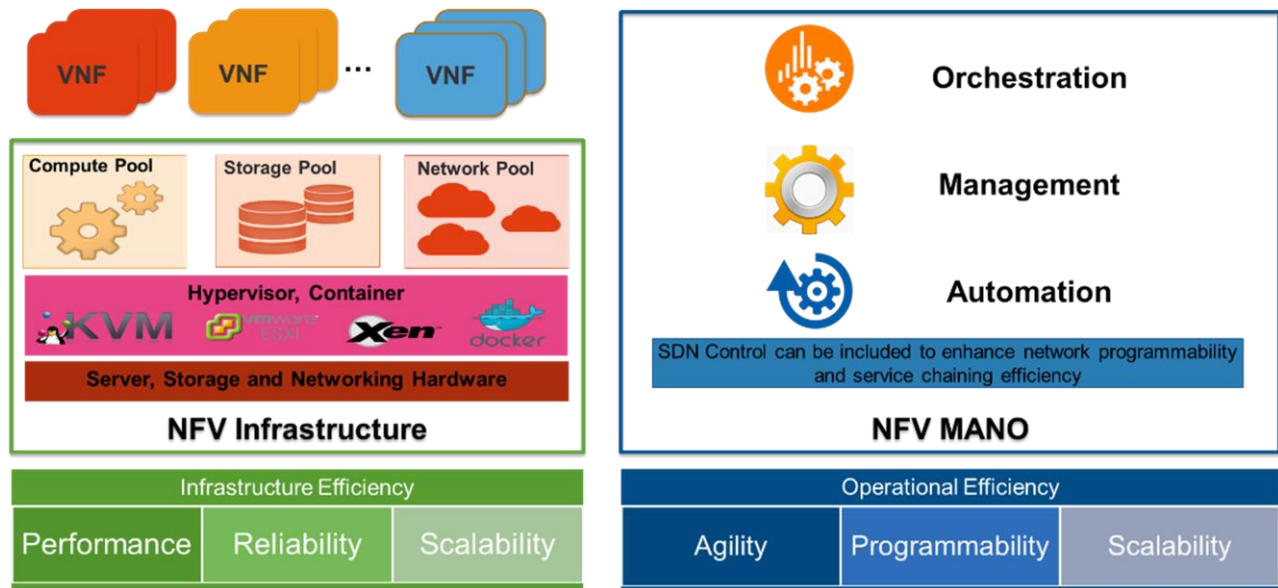 VNF
VNF
...
VNF
Compute Pool
Storage Pool
Network Pool
Hypervisor, Container
KVM
vmware
ESXi
Xen
docker
Server, Storage and Networking Hardware
NFV Infrastructure
Infrastructure Efficiency
Performance
Reliability
Scalability
Orchestration
Management
Automation
SDN Control can be included to enhance network programmability
and service chaining efficiency
NFV MANO
Operational Efficiency
Agility
Programmability
Scalability